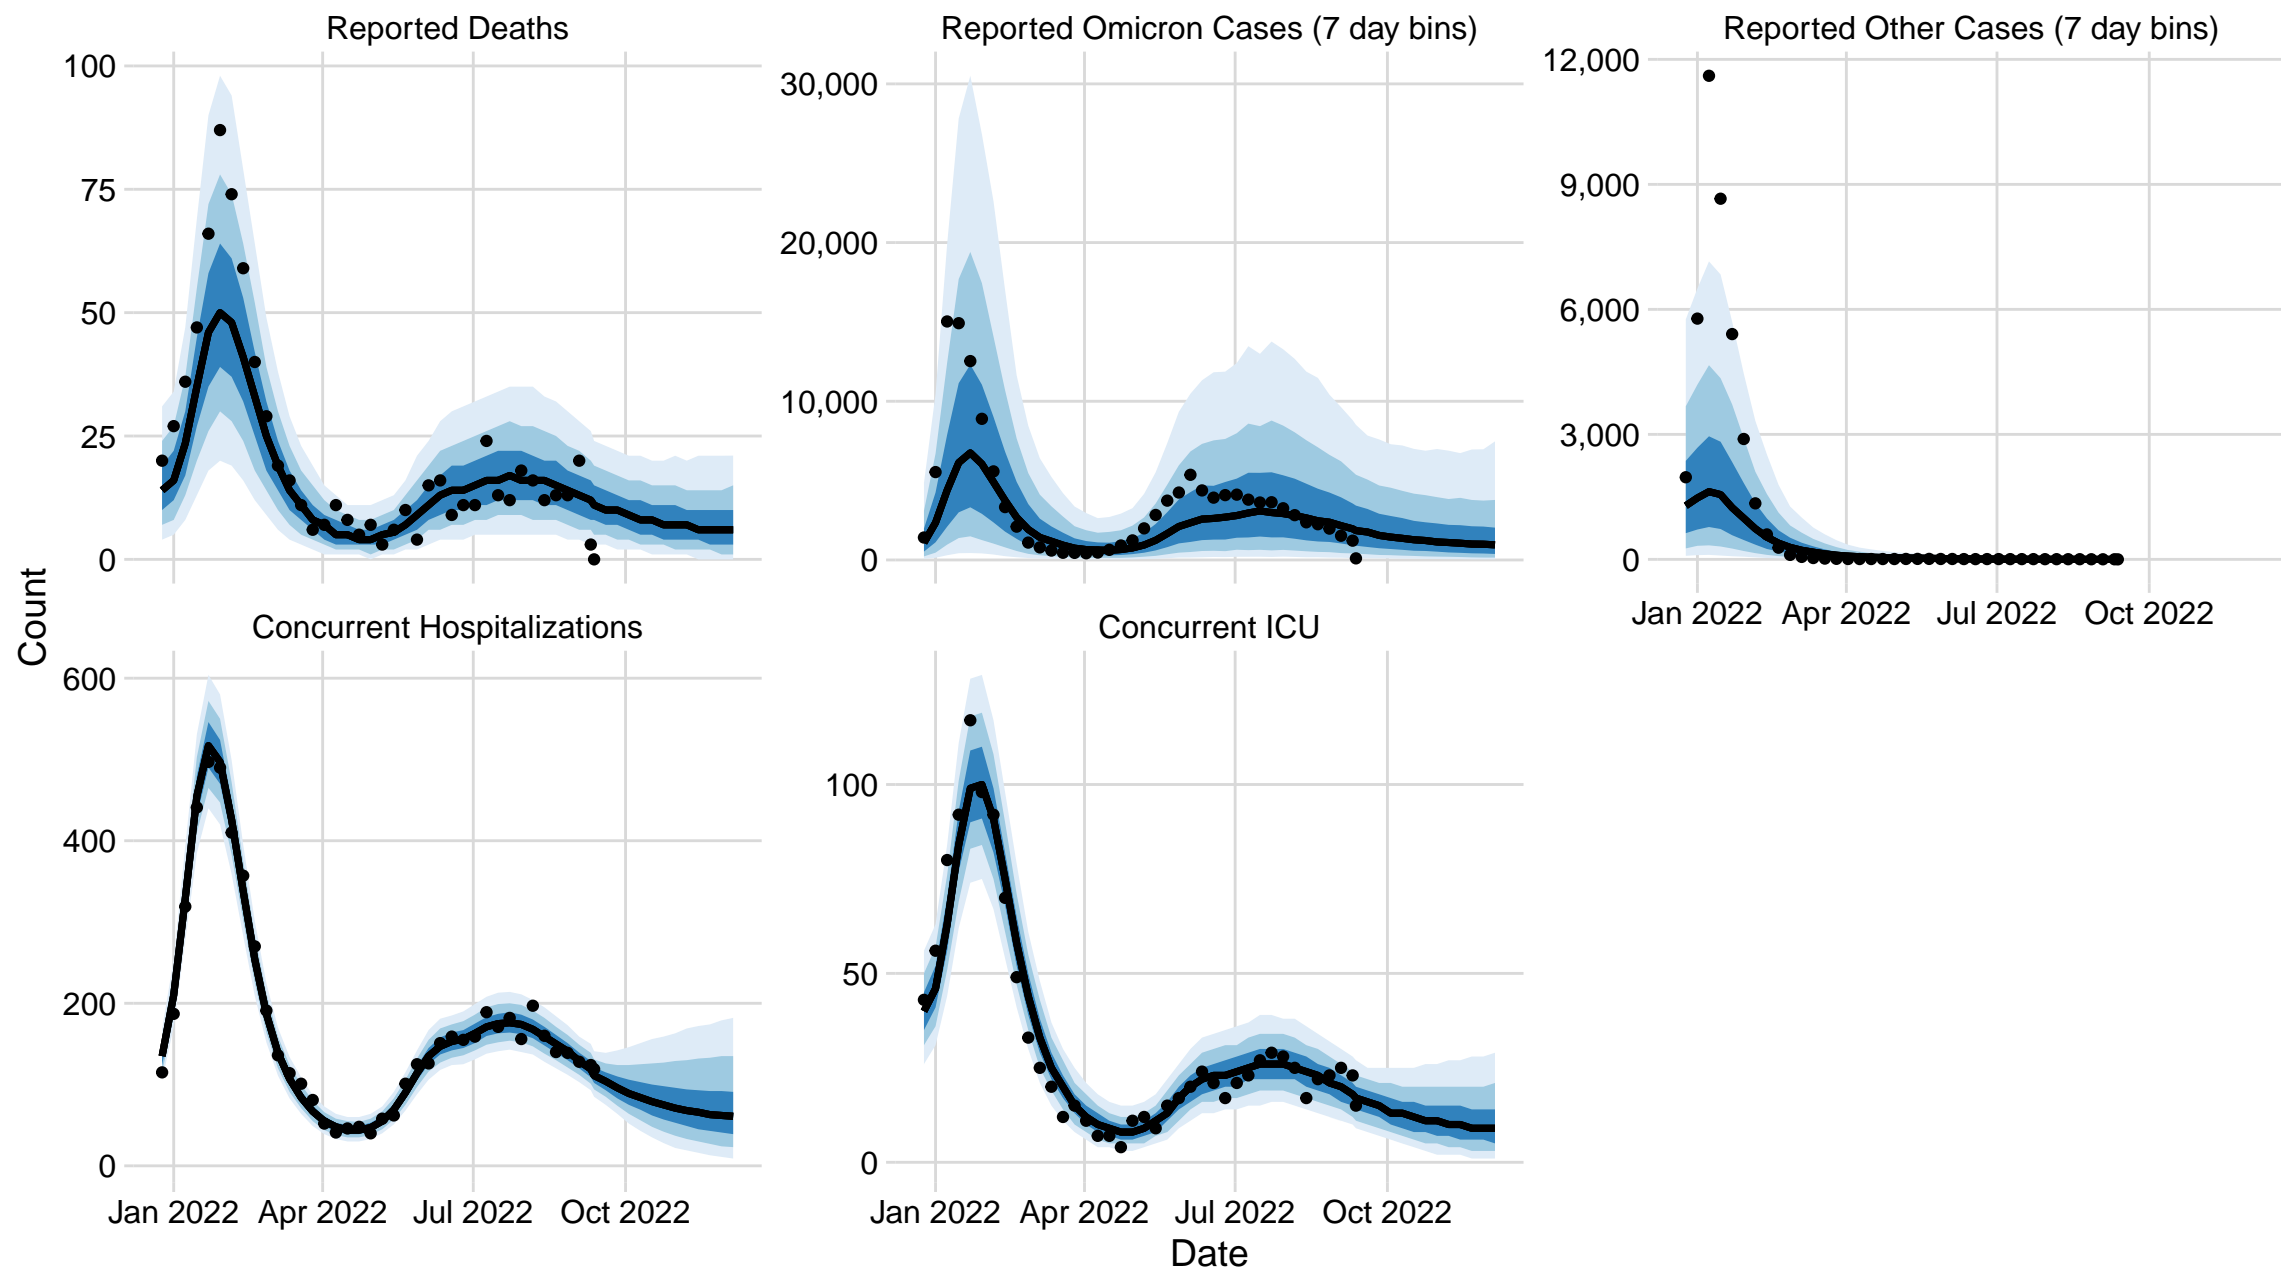 Reported Deaths
Reported Omicron Cases (7 day bins)
Reported Other Cases (7 day bins)
100
75
50
25
0
30,000
20,000
10,000
0
12,000
9,000
6,000
3,000
0
Jan 2022 Apr 2022 Jul 2022 Oct 2022
Count
Concurrent Hospitalizations
Concurrent ICU
600
400
200
0
100
50
0
Jan 2022 Apr 2022 Jul 2022 Oct 2022
Jan 2022 Apr 2022 Jul 2022 Oct 2022
Date